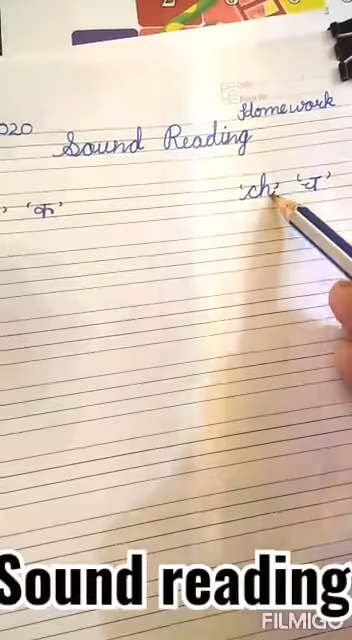 Homework
020
Sound Reading
' 'क' 'ch' 'च'
Sound reading
FILMIGO